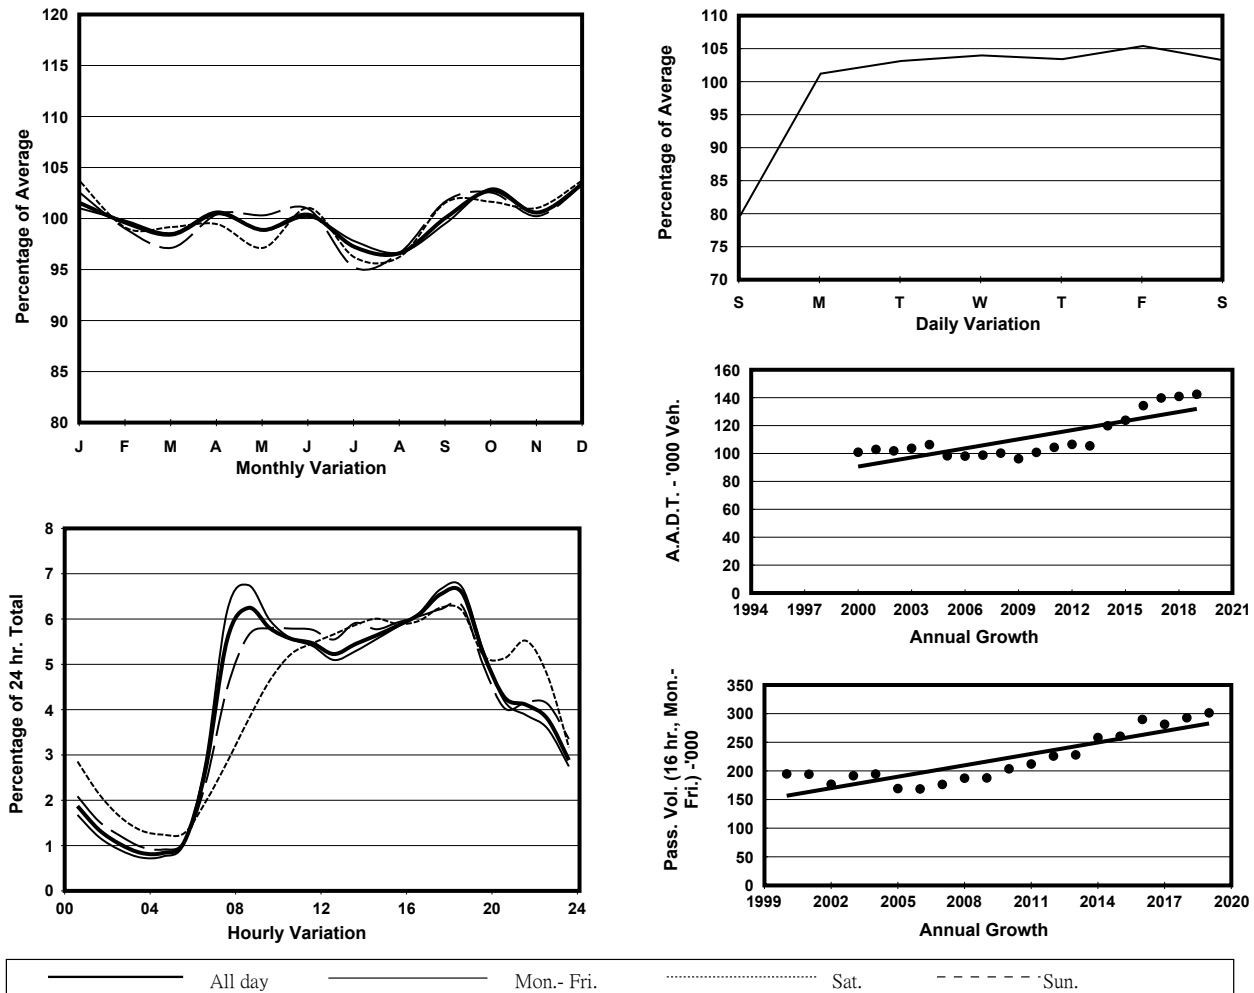 120
115
110
105
100
95
90
85
80
Percentage of Average
J F M A M J J A S O N D
Monthly Variation
110
105
100
95
90
85
80
75
70
Percentage of Average
S M T W T F S
Daily Variation
160
140
120
100
80
60
40
20
0
A.A.D.T. - '000 Veh.
1994 1997 2000 2003 2006 2009 2012 2015 2018 2021
Annual Growth
8
7
6
5
4
3
2
1
0
Percentage of 24 hr. Total
00 04 08 12 16 20 24
Hourly Variation
350
300
250
200
150
100
50
0
Pass. Vol. (16 hr., Mon.-
Fri.) -'000
1999 2002 2005 2008 2011 2014 2017 2020
Annual Growth
All day Mon.- Fri. Sat. Sun.